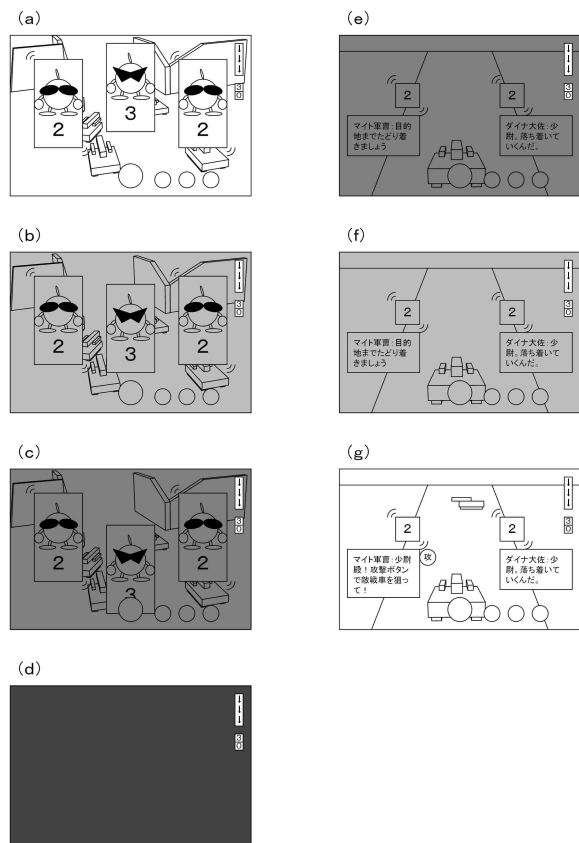 (a)
2
3
2
↓↓↓
30
(b)
2
3
2
↓↓↓
30
(c)
2
3
2
↓↓↓
30
(d)
↓↓↓
30
(e)
2
2
マイト軍曹:目的
地までたどり着
きましょう
ダイナ大佐:少
尉。落ち着いて
いくんだ。
↓↓↓
30
(f)
2
2
マイト軍曹:目的
地までたどり着
きましょう
ダイナ大佐:少
尉。落ち着いて
いくんだ。
↓↓↓
30
(g)
2
2
攻
マイト軍曹:少尉
殿!攻撃ボタン
で敵戦車を狙っ
て!
ダイナ大佐:少
尉。落ち着いて
いくんだ。
↓↓↓
30